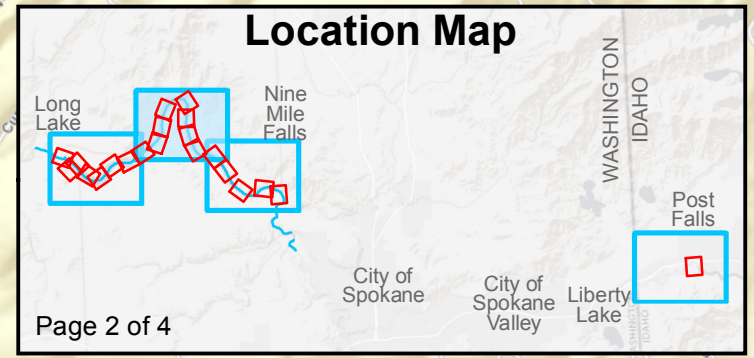 Location Map
Long
Lake
Nine
Mile
Falls
WASHINGTON
IDAHO
Post
Falls
City of
Spokane
City of
Spokane
Valley
Liberty
Lake
Page 2 of 4
IDAHO